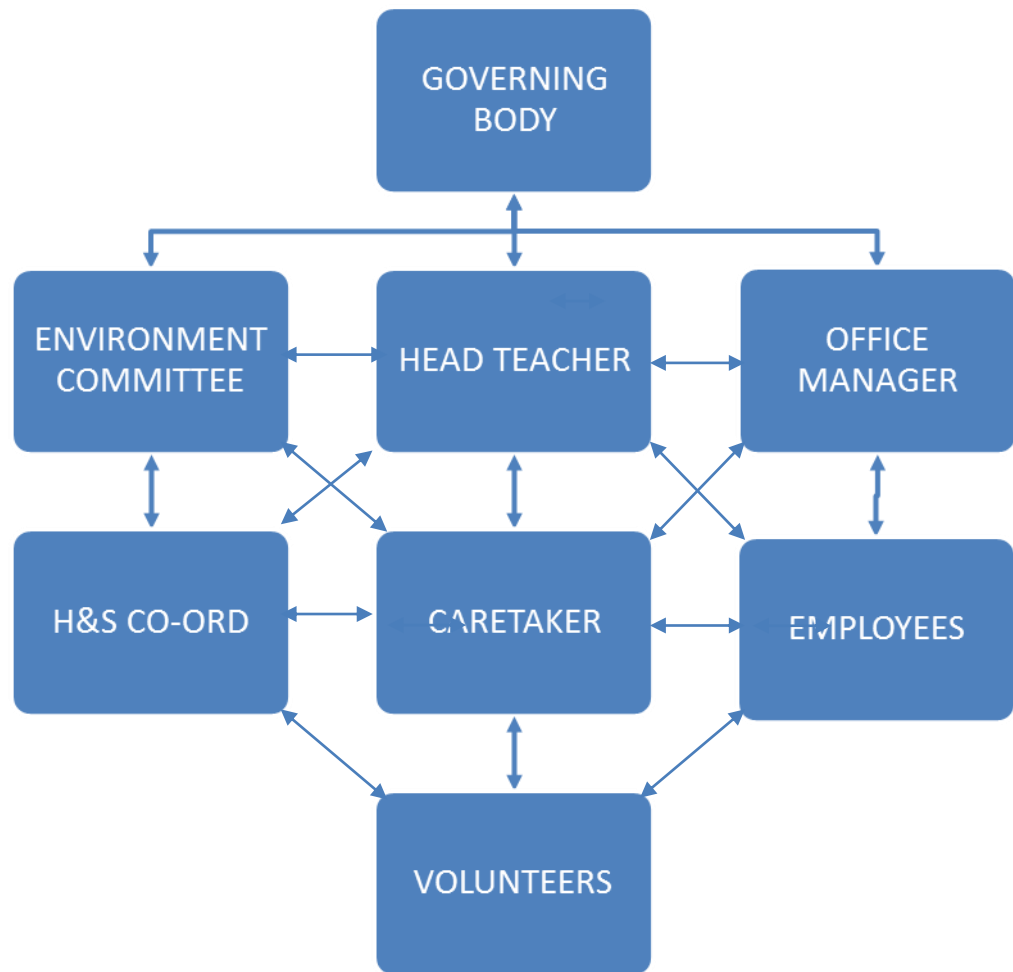 GOVERNING
BODY
ENVIRONMENT
COMMITTEE
HEAD TEACHER
OFFICE
MANAGER
H&S CO-ORD
CARETAKER
EMPLOYEES
VOLUNTEERS